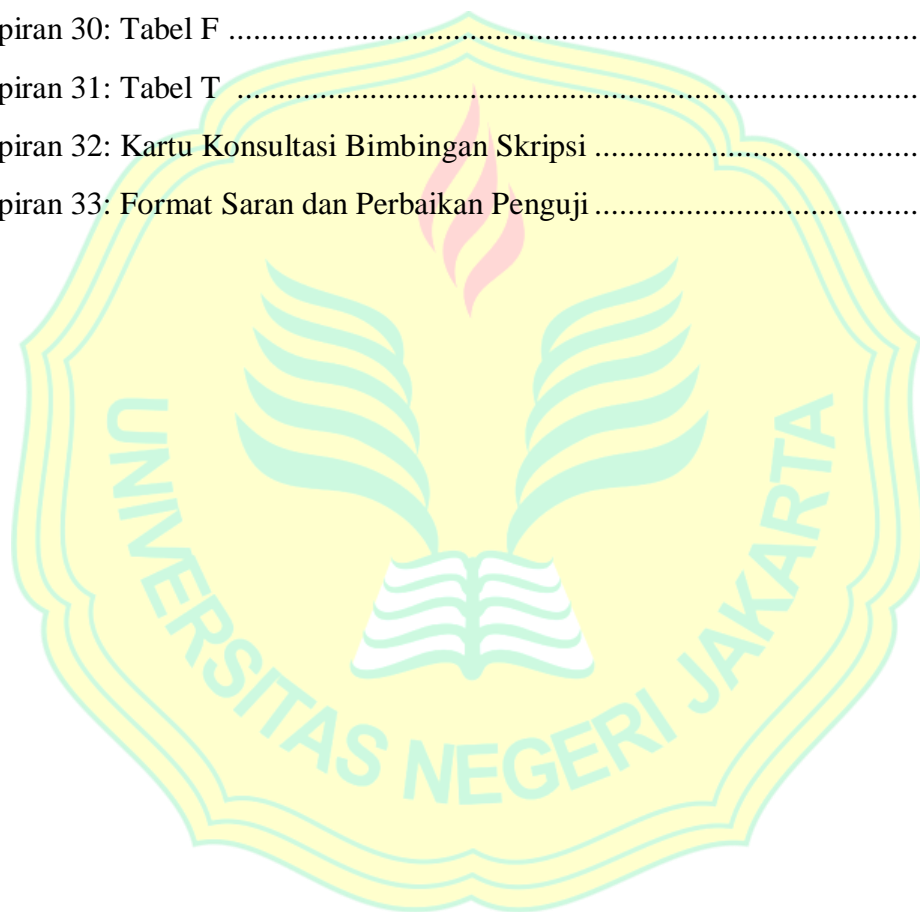 piran 30: Tabel F ................................................................................
piran 31: Tabel T ...............................................................................
piran 32: Kartu Konsultasi Bimbingan Skripsi ......................................
piran 33: Format Saran dan Perbaikan Penguji ......................................
UNIVERSITAS NEGERI JAKARTA